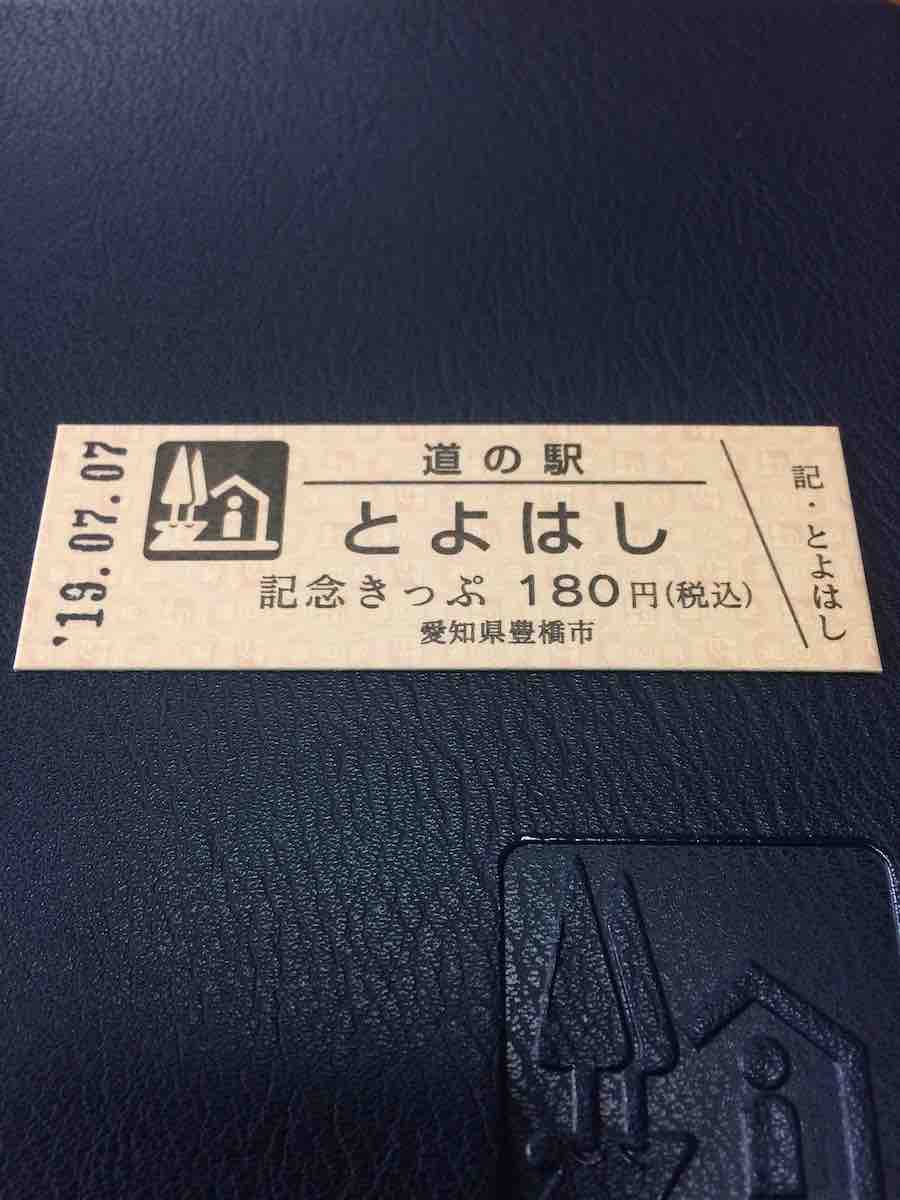 '19.07.07
道の駅
とよはし
記念きっぷ 180円(税込)
愛知県豊橋市
記・とよはし